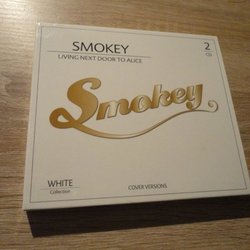 SMOKEY
2
LIVING NEXT DOOR TO ALICE
CD
Smokey
WHITE
Collection
COVER VERSIONS